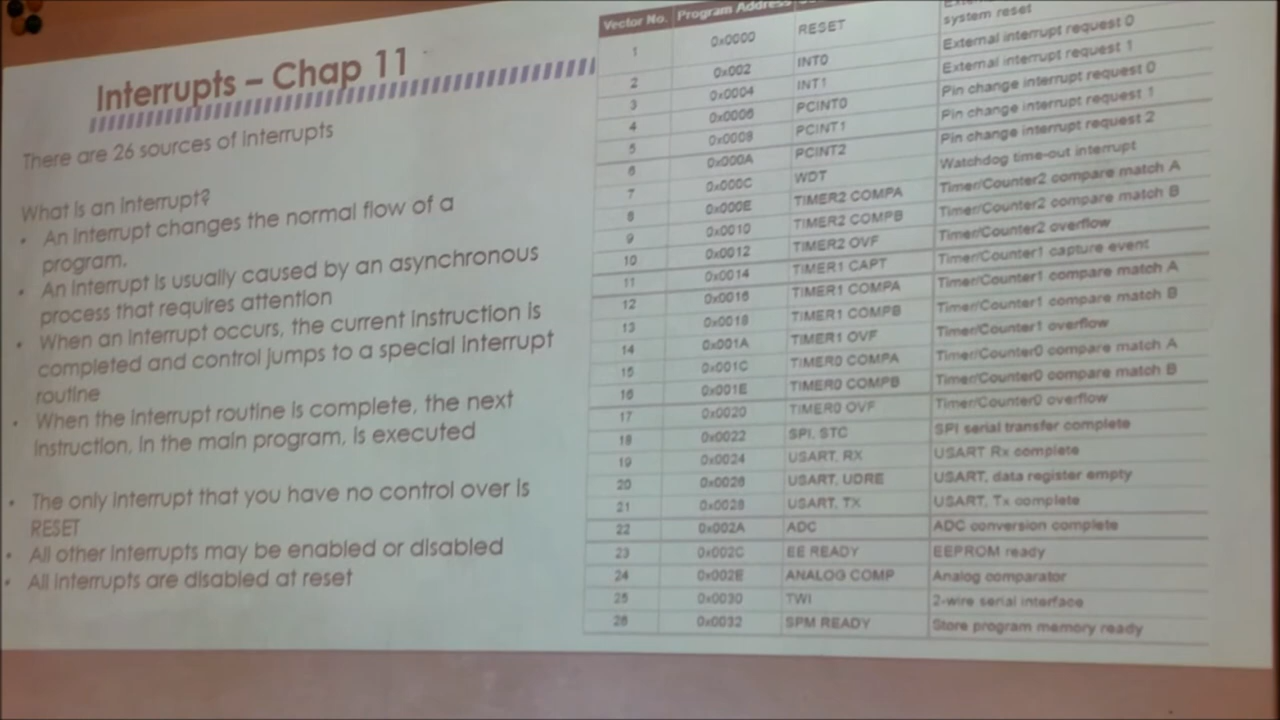 Interrupts – Chap 11
There are 26 sources of interrupts
What is an interrupt?
• An interrupt changes the normal flow of a
program.
• An interrupt is usually caused by an asynchronous
process that requires attention
• When an interrupt occurs, the current instruction is
completed and control jumps to a special interrupt
routine
• When the interrupt routine is complete, the next
instruction, in the main program, is executed
• The only interrupt that you have no control over is
RESET
• All other interrupts may be enabled or disabled
• All interrupts are disabled at reset
Vector No. Program Address
system reset
1 0x0000 RESET
2 0x002 INT0 External interrupt request 0
3 0x0004 INT1 External interrupt request 1
4 0x0006 PCINT0 Pin change interrupt request 0
5 0x0008 PCINT1 Pin change interrupt request 1
6 0x000A PCINT2 Pin change interrupt request 2
7 0x000C WDT Watchdog time-out interrupt
8 0x000E TIMER2 COMPA Timer/Counter2 compare match A
9 0x0010 TIMER2 COMPB Timer/Counter2 compare match B
10 0x0012 TIMER2 OVF Timer/Counter2 overflow
11 0x0014 TIMER1 CAPT Timer/Counter1 capture event
12 0x0016 TIMER1 COMPA Timer/Counter1 compare match A
13 0x0018 TIMER1 COMPB Timer/Counter1 compare match B
14 0x001A TIMER1 OVF Timer/Counter1 overflow
15 0x001C TIMER0 COMPA Timer/Counter0 compare match A
16 0x001E TIMER0 COMPB Timer/Counter0 compare match B
17 0x0020 TIMER0 OVF Timer/Counter0 overflow
18 0x0022 SPI, STC SPI serial transfer complete
19 0x0024 USART, RX USART Rx complete
20 0x0026 USART, UDRE USART, data register empty
21 0x0028 USART, TX USART, Tx complete
22 0x002A ADC ADC conversion complete
23 0x002C EE READY EEPROM ready
24 0x002E ANALOG COMP Analog comparator
25 0x0030 TWI 2-wire serial interface
26 0x0032 SPM READY Store program memory ready